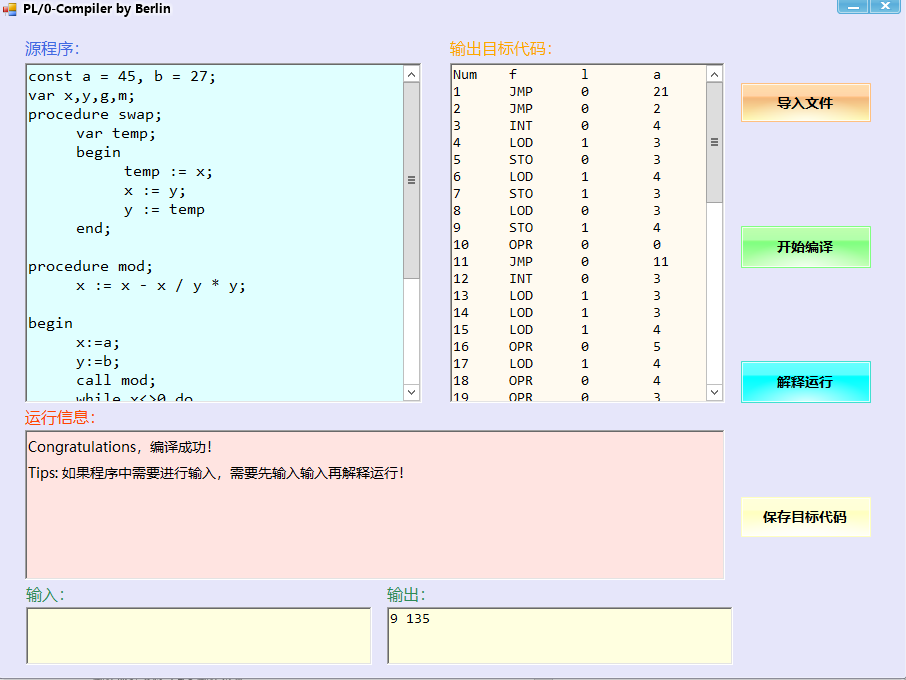 PL/0-Compiler by Berlin
源程序：
const a = 45, b = 27;
var x,y,g,m;
procedure swap;
var temp;
begin
temp := x;
x := y;
y := temp
end;
procedure mod;
x := x - x / y * y;
begin
x:=a;
y:=b;
call mod;
while x<>0 do
输出目标代码：
Num f l a
1 JMP 0 21
2 JMP 0 2
3 INT 0 4
4 LOD 1 3
5 STO 0 3
6 LOD 1 4
7 STO 1 3
8 LOD 0 3
9 STO 1 4
10 OPR 0 0
11 JMP 0 11
12 INT 0 3
13 LOD 1 3
14 LOD 1 3
15 LOD 1 4
16 OPR 0 5
17 LOD 1 4
18 OPR 0 4
19 OPR 0 3
导入文件
开始编译
解释运行
保存目标代码
运行信息：
Congratulations，编译成功！
Tips: 如果程序中需要进行输入，需要先输入输入再解释运行！
输入：
输出：
9 135